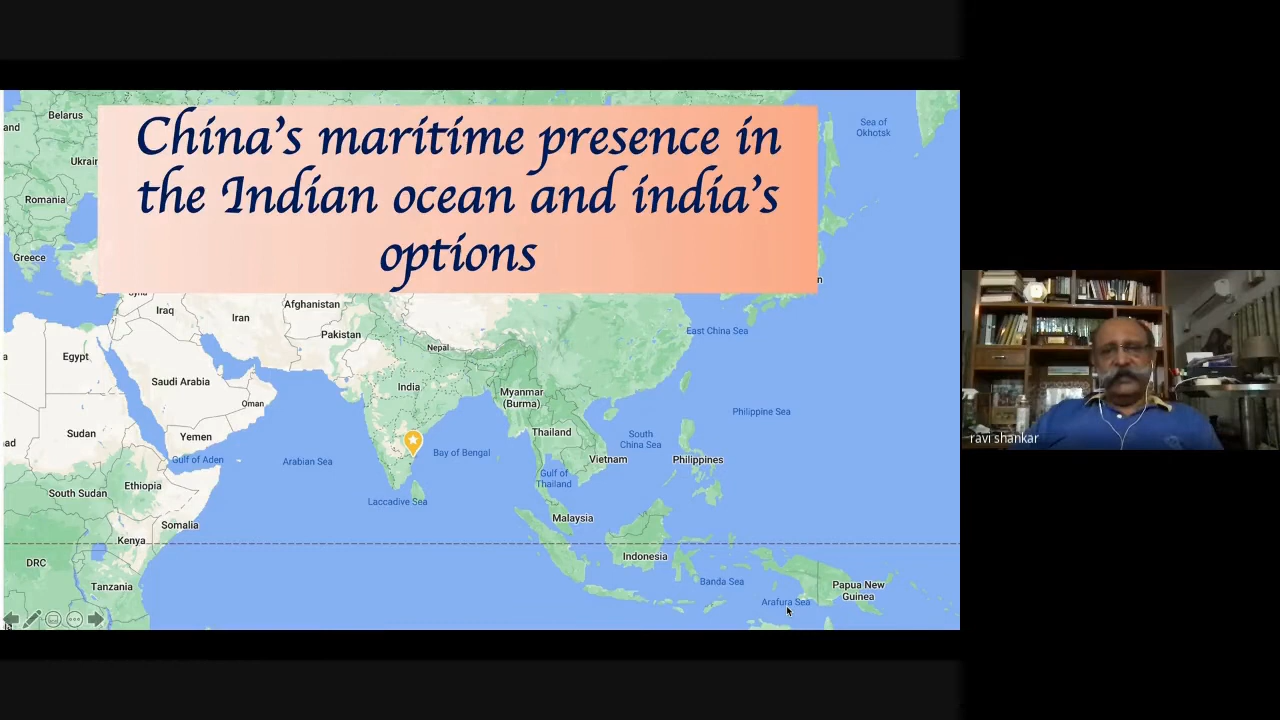 China's maritime presence in
the Indian ocean and india's
options
Belarus
Sea of
Okhotsk
Ukrain
Romania
Greece
Syria
Afghanistan
Iraq
Iran
Pakistan
East China Sea
Nepal
Egypt
Saudi Arabia
India
Myanmar
(Burma)
Oman
Philippine Sea
Sudan
Yemen
Thailand
South
China Sea
Gulf of Aden
Arabian Sea
Bay of Bengal
Vietnam
Philippines
Gulf of
Thailand
Ethiopia
South Sudan
Laccadive Sea
Somalia
Malaysia
Kenya
Indonesia
DRC
Tanzania
Banda Sea
Papua New
Guinea
Arafura Sea
ravi shankar